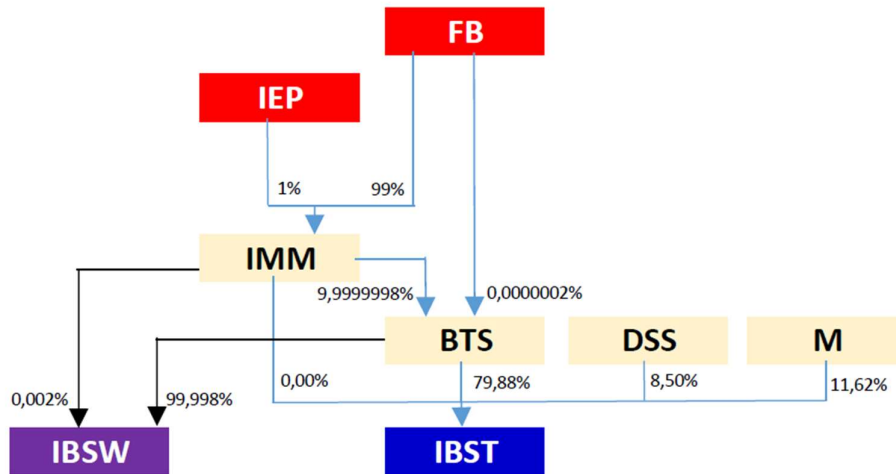 FB
IEP
1% 99%
IMM
9,9999998% 0,0000002%
BTS DSS M
0,00% 79,88% 8,50% 11,62%
0,002% 99,998%
IBSW IBST